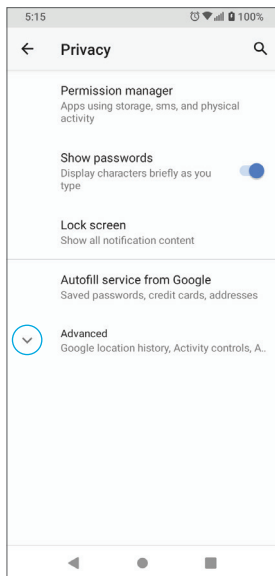 5:15 100%
Privacy
Permission manager
Apps using storage, sms, and physical
activity
Show passwords
Display characters briefly as you
type
Lock screen
Show all notification content
Autofill service from Google
Saved passwords, credit cards, addresses
Advanced
Google location history, Activity controls, A..